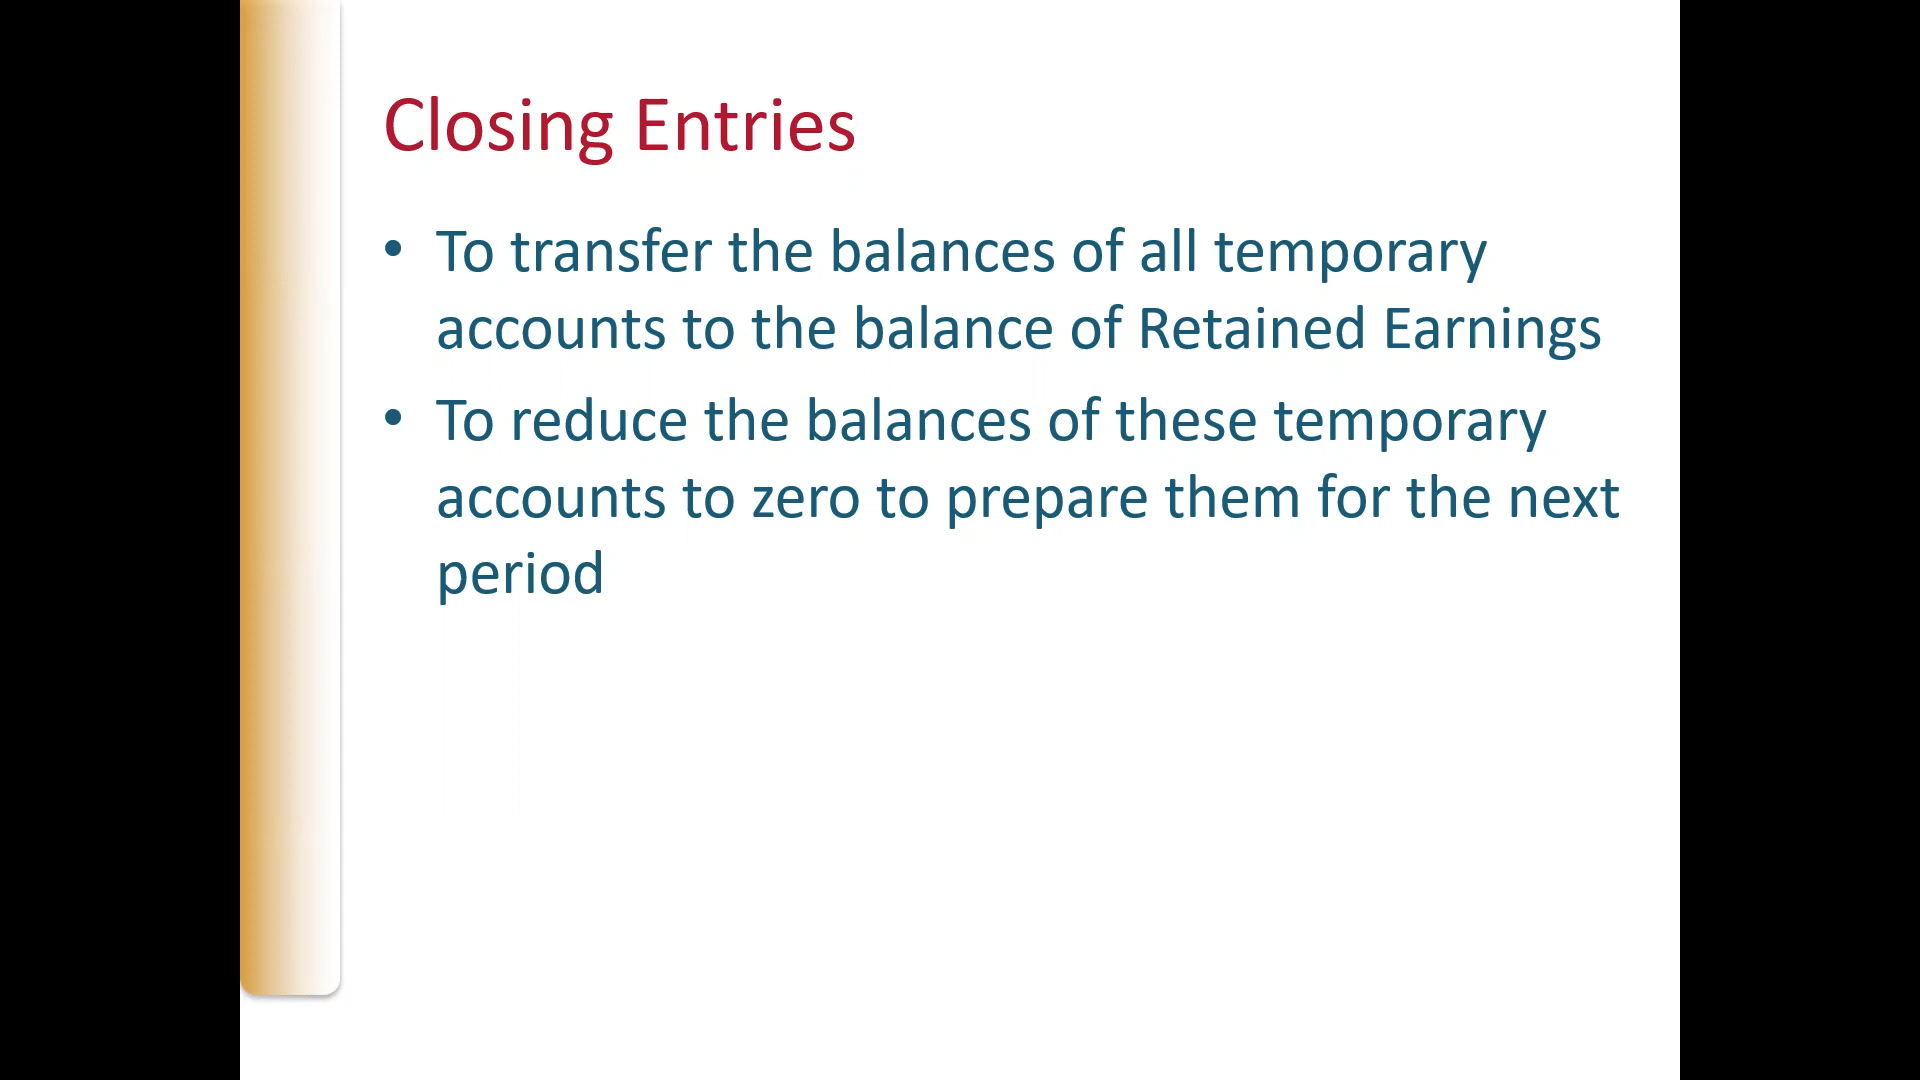 Closing Entries
• To transfer the balances of all temporary
accounts to the balance of Retained Earnings
• To reduce the balances of these temporary
accounts to zero to prepare them for the next
period